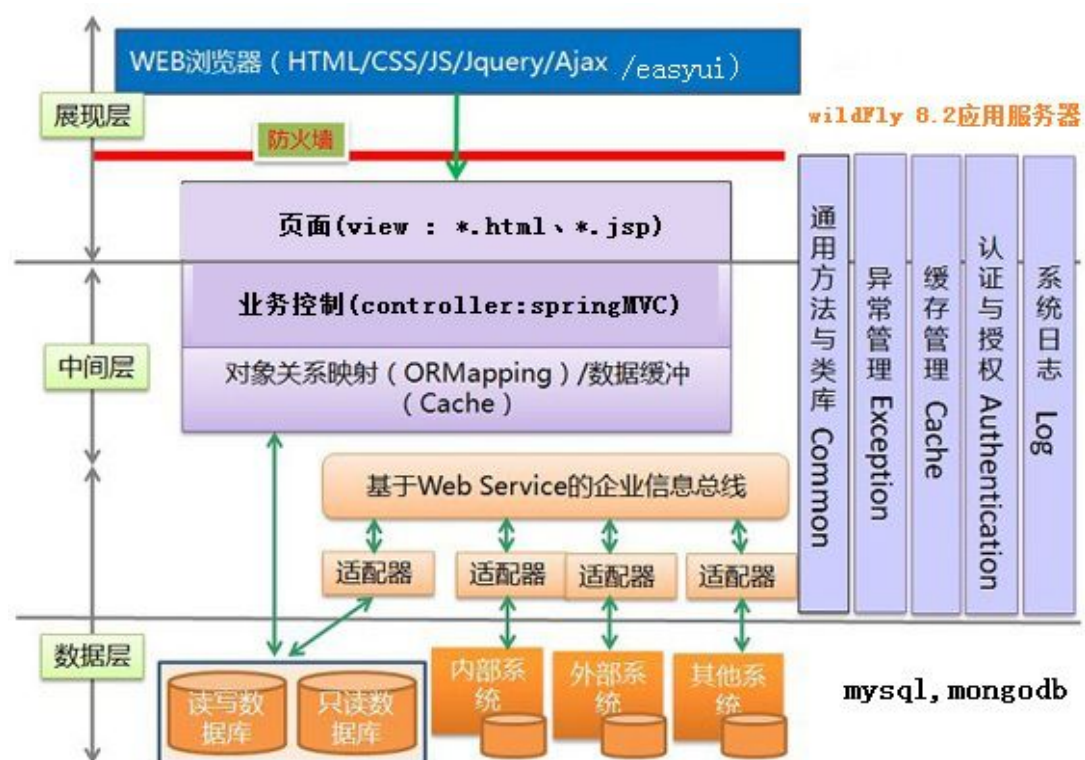 WEB浏览器（HTML/CSS/JS/Jquery/Ajax /easyui)
展现层
wildFly 8.2应用服务器
防火墙
页面(view : *.html、*.jsp)
业务控制(controller:springMVC)
中间层
对象关系映射（ORMapping）/数据缓冲
（Cache）
通用方法与类库 Common
异常管理 Exception
缓存管理 Cache
认证与授权 Authentication
系统日志 Log
基于Web Service的企业信息总线
适配器
适配器
适配器
适配器
数据层
读写数
据库
只读数
据库
内部系
统
外部系
统
其他系
统
mysql,mongodb